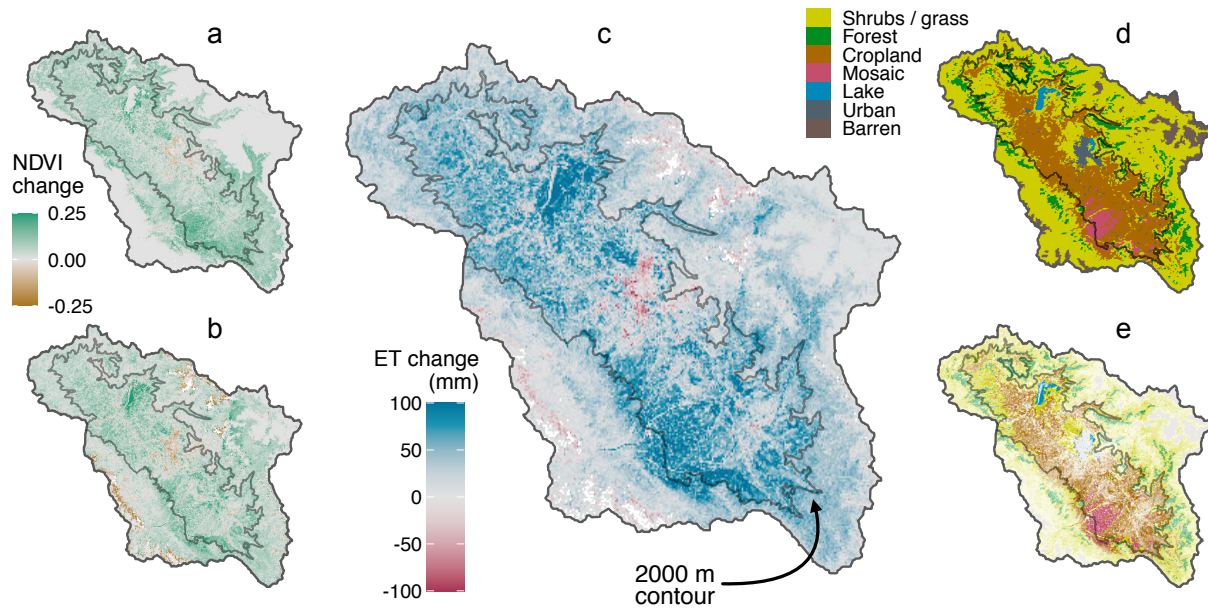 a
NDVI
change
0.25
0.00
-0.25
b
c
ET change
(mm)
100
50
0
-50
-100
2000 m
contour
Shrubs / grass
Forest
Cropland
Mosaic
Lake
Urban
Barren
d
e